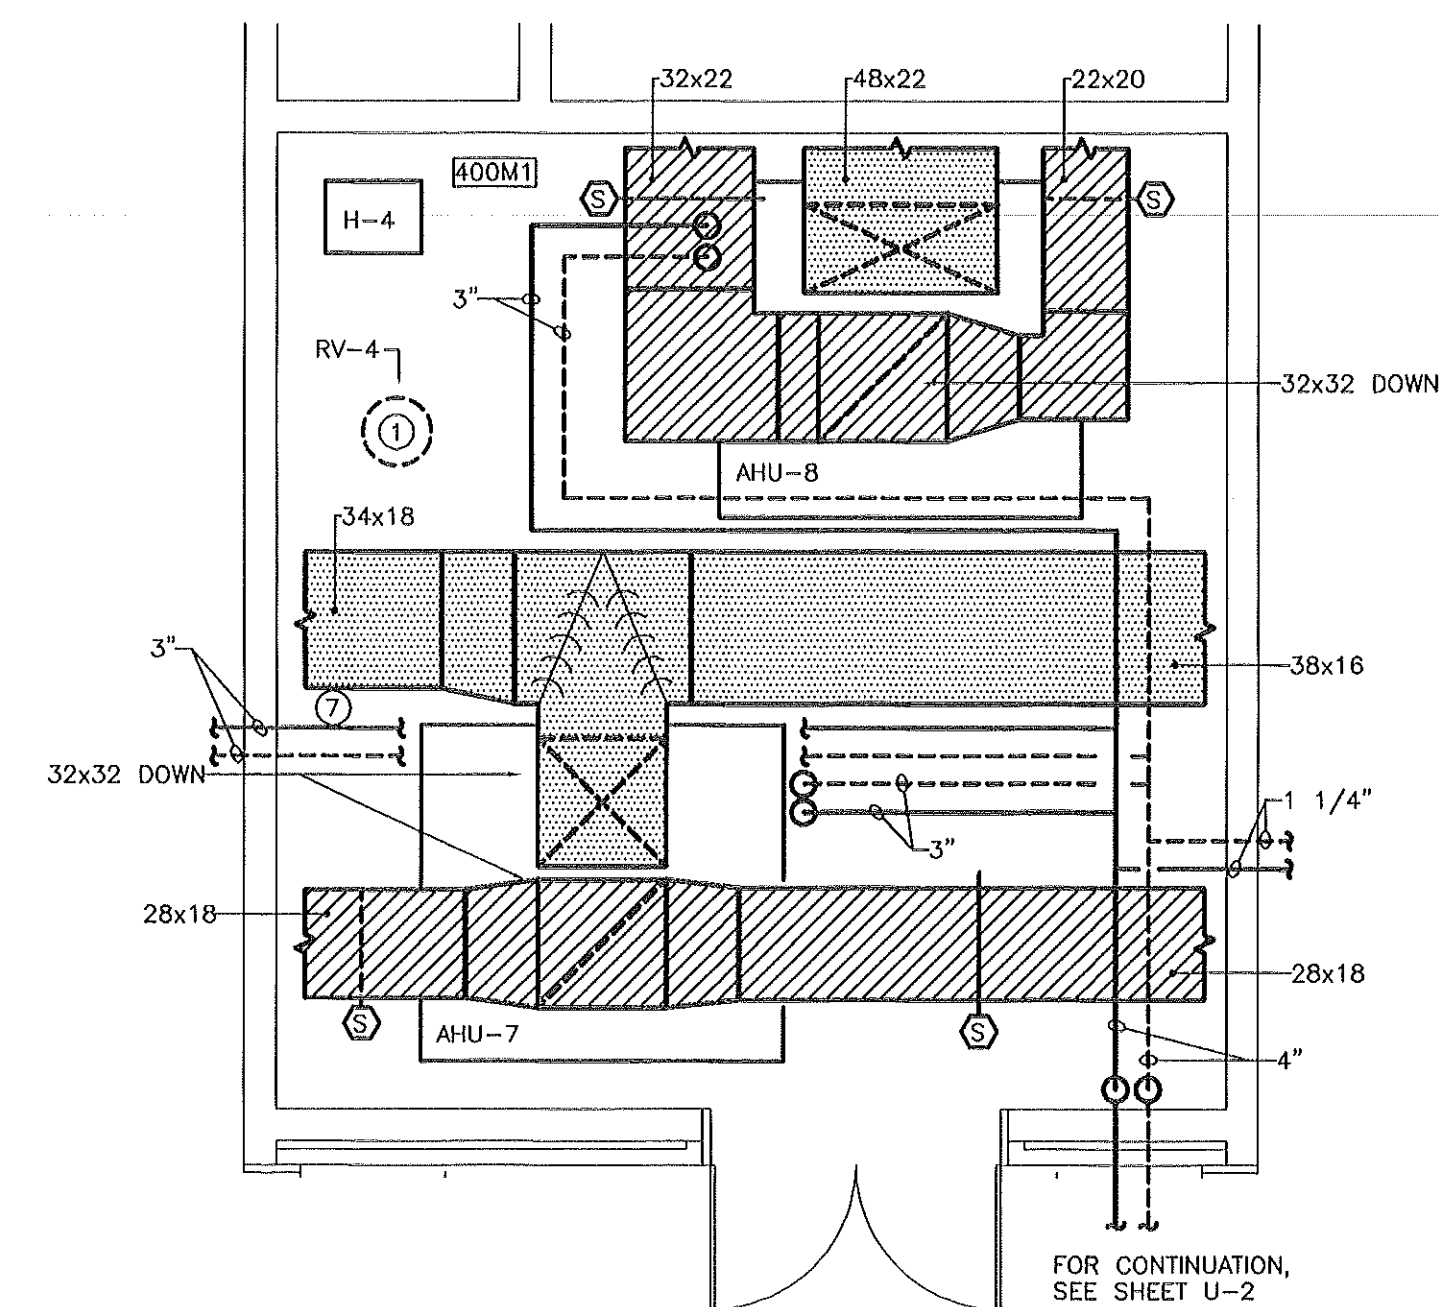 32x22
48x22
22x20
400M1
S
S
H-4
3"
RV-4
32x32 DOWN
1
AHU-8
34x18
3"
38x16
7
32x32 DOWN
1 1/4"
3"
28x18
28x18
S
AHU-7
S
4"
FOR CONTINUATION,
SEE SHEET U-2